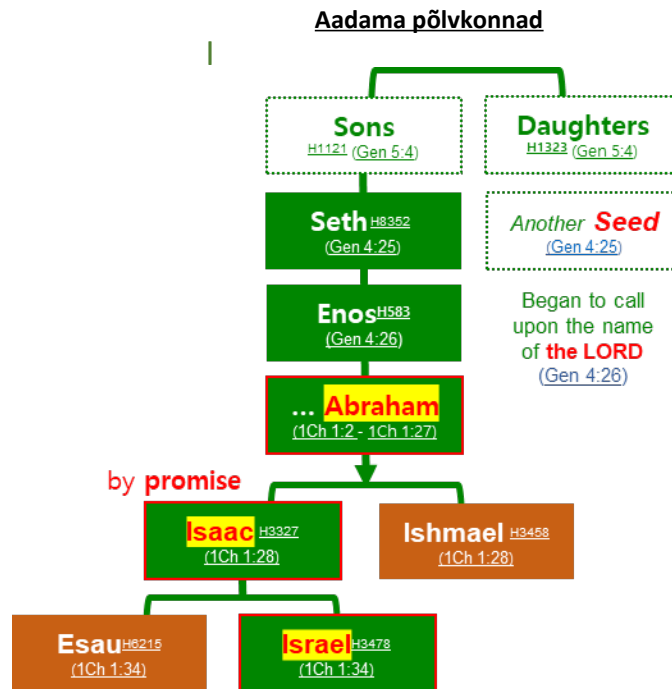 Aadama põlvkonnad
Sons
H1121 (Gen 5:4)
Daughters
H1323 (Gen 5:4)
Seth H8352
(Gen 4:25)
Another Seed
(Gen 4:25)
Enos H583
(Gen 4:26)
Began to call
upon the name
of the LORD
(Gen 4:26)
... Abraham
(1Ch 1:2 - 1Ch 1:27)
by promise
Isaac H3327
(1Ch 1:28)
Ishmael H3458
(1Ch 1:28)
Esau H6215
(1Ch 1:34)
Israel H3478
(1Ch 1:34)